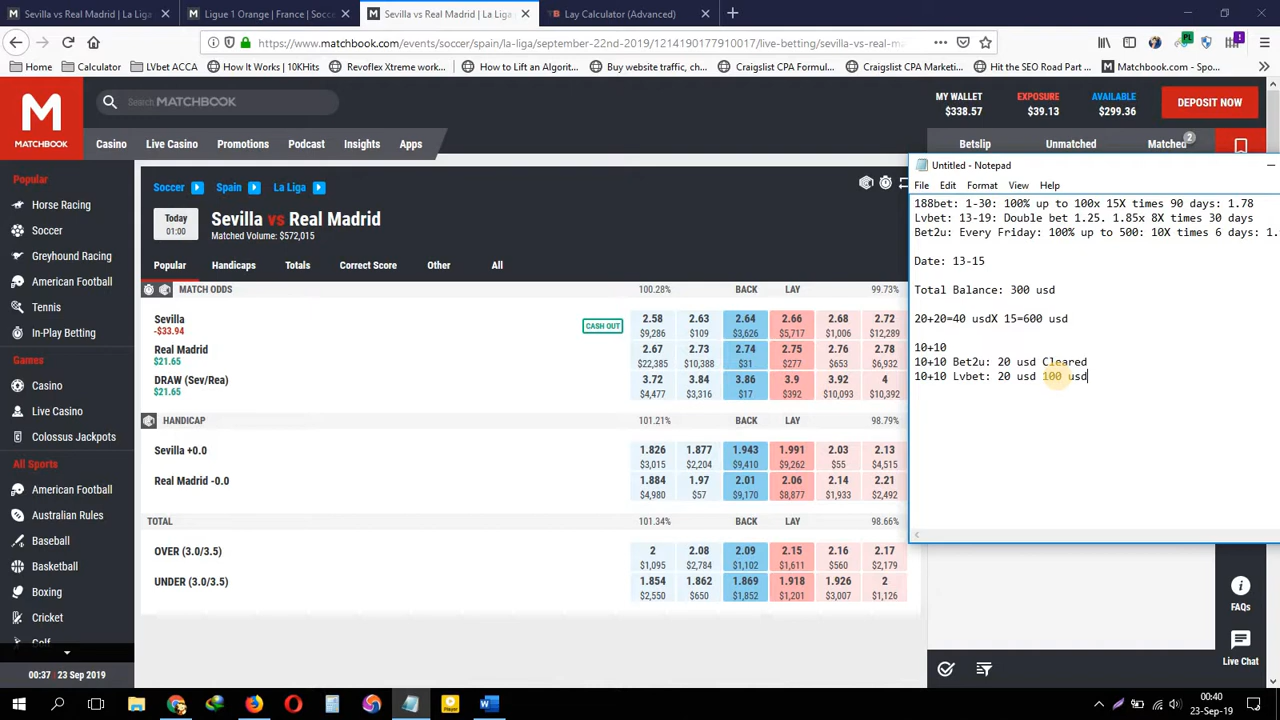 Sevilla vs Real Madrid | La Liga
Ligue 1 Orange | France | Socc
Sevilla vs Real Madrid | La Liga
Lay Calculator (Advanced)
https://www.matchbook.com/events/soccer/spain/la-liga/september-22nd-2019/1214190177910017/live-betting/sevilla-vs-real-m
Home
Calculator
LVbet ACCA
How It Works | 10KHits
Revoflex Xtreme work...
How to Lift an Algorit...
Buy website traffic, ch...
Craigslist CPA Formul...
Craigslist CPA Marketi...
Hit the SEO Road Part ...
Matchbook.com - Spo...
M
MATCHBOOK
Search MATCHBOOK
MY WALLET
$338.57
EXPOSURE
$39.13
AVAILABLE
$299.36
DEPOSIT NOW
Casino
Live Casino
Promotions
Podcast
Insights
Apps
Betslip
Unmatched
Matched
2
Popular
Horse Racing
Soccer
Greyhound Racing
American Football
Tennis
In-Play Betting
Games
Casino
Live Casino
Colossus Jackpots
All Sports
American Football
Australian Rules
Baseball
Basketball
Boxing
Cricket
Golf
00:37 | 23 Sep 2019
Soccer Spain La Liga
Today
01:00
Sevilla vs Real Madrid
Matched Volume: $572,015
Popular Handicaps Totals Correct Score Other All
MATCH ODDS 100.28% BACK LAY 99.73%
Sevilla 2.58 2.63 2.64 2.66 2.68 2.72
-$33.94 CASH OUT $9,286 $109 $3,626 $5,717 $1,006 $12,289
Real Madrid 2.67 2.73 2.74 2.75 2.76 2.78
$21.65 $22,385 $10,388 $31 $277 $653 $6,932
DRAW (Sev/Rea) 3.72 3.84 3.86 3.9 3.92 4
$21.65 $4,477 $3,316 $17 $392 $10,093 $10,392
HANDICAP 101.21% 98.79%
Sevilla +0.0 1.826 1.877 1.943 1.991 2.03 2.13
$3,015 $2,204 $9,410 $9,262 $55 $4,515
Real Madrid -0.0 1.884 1.97 2.01 2.06 2.14 2.21
$4,980 $57 $9,170 $8,877 $1,933 $2,492
TOTAL 101.34% 98.66%
OVER (3.0/3.5) 2 2.08 2.09 2.15 2.16 2.17
$1,095 $2,784 $1,102 $1,611 $560 $2,179
UNDER (3.0/3.5) 1.854 1.862 1.869 1.918 1.926 2
$2,550 $650 $1,852 $1,201 $3,007 $1,126
Untitled - Notepad
File Edit Format View Help
188bet: 1-30: 100% up to 100x 15X times 90 days: 1.78
Lvbet: 13-19: Double bet 1.25. 1.85x 8X times 30 days
Bet2u: Every Friday: 100% up to 500: 10X times 6 days: 1.
Date: 13-15
Total Balance: 300 usd
20+20=40 usdX 15=600 usd
10+10
10+10 Bet2u: 20 usd Cleared
10+10 Lvbet: 20 usd 100 usd
FAQs
Live Chat
00:40
23-Sep-19